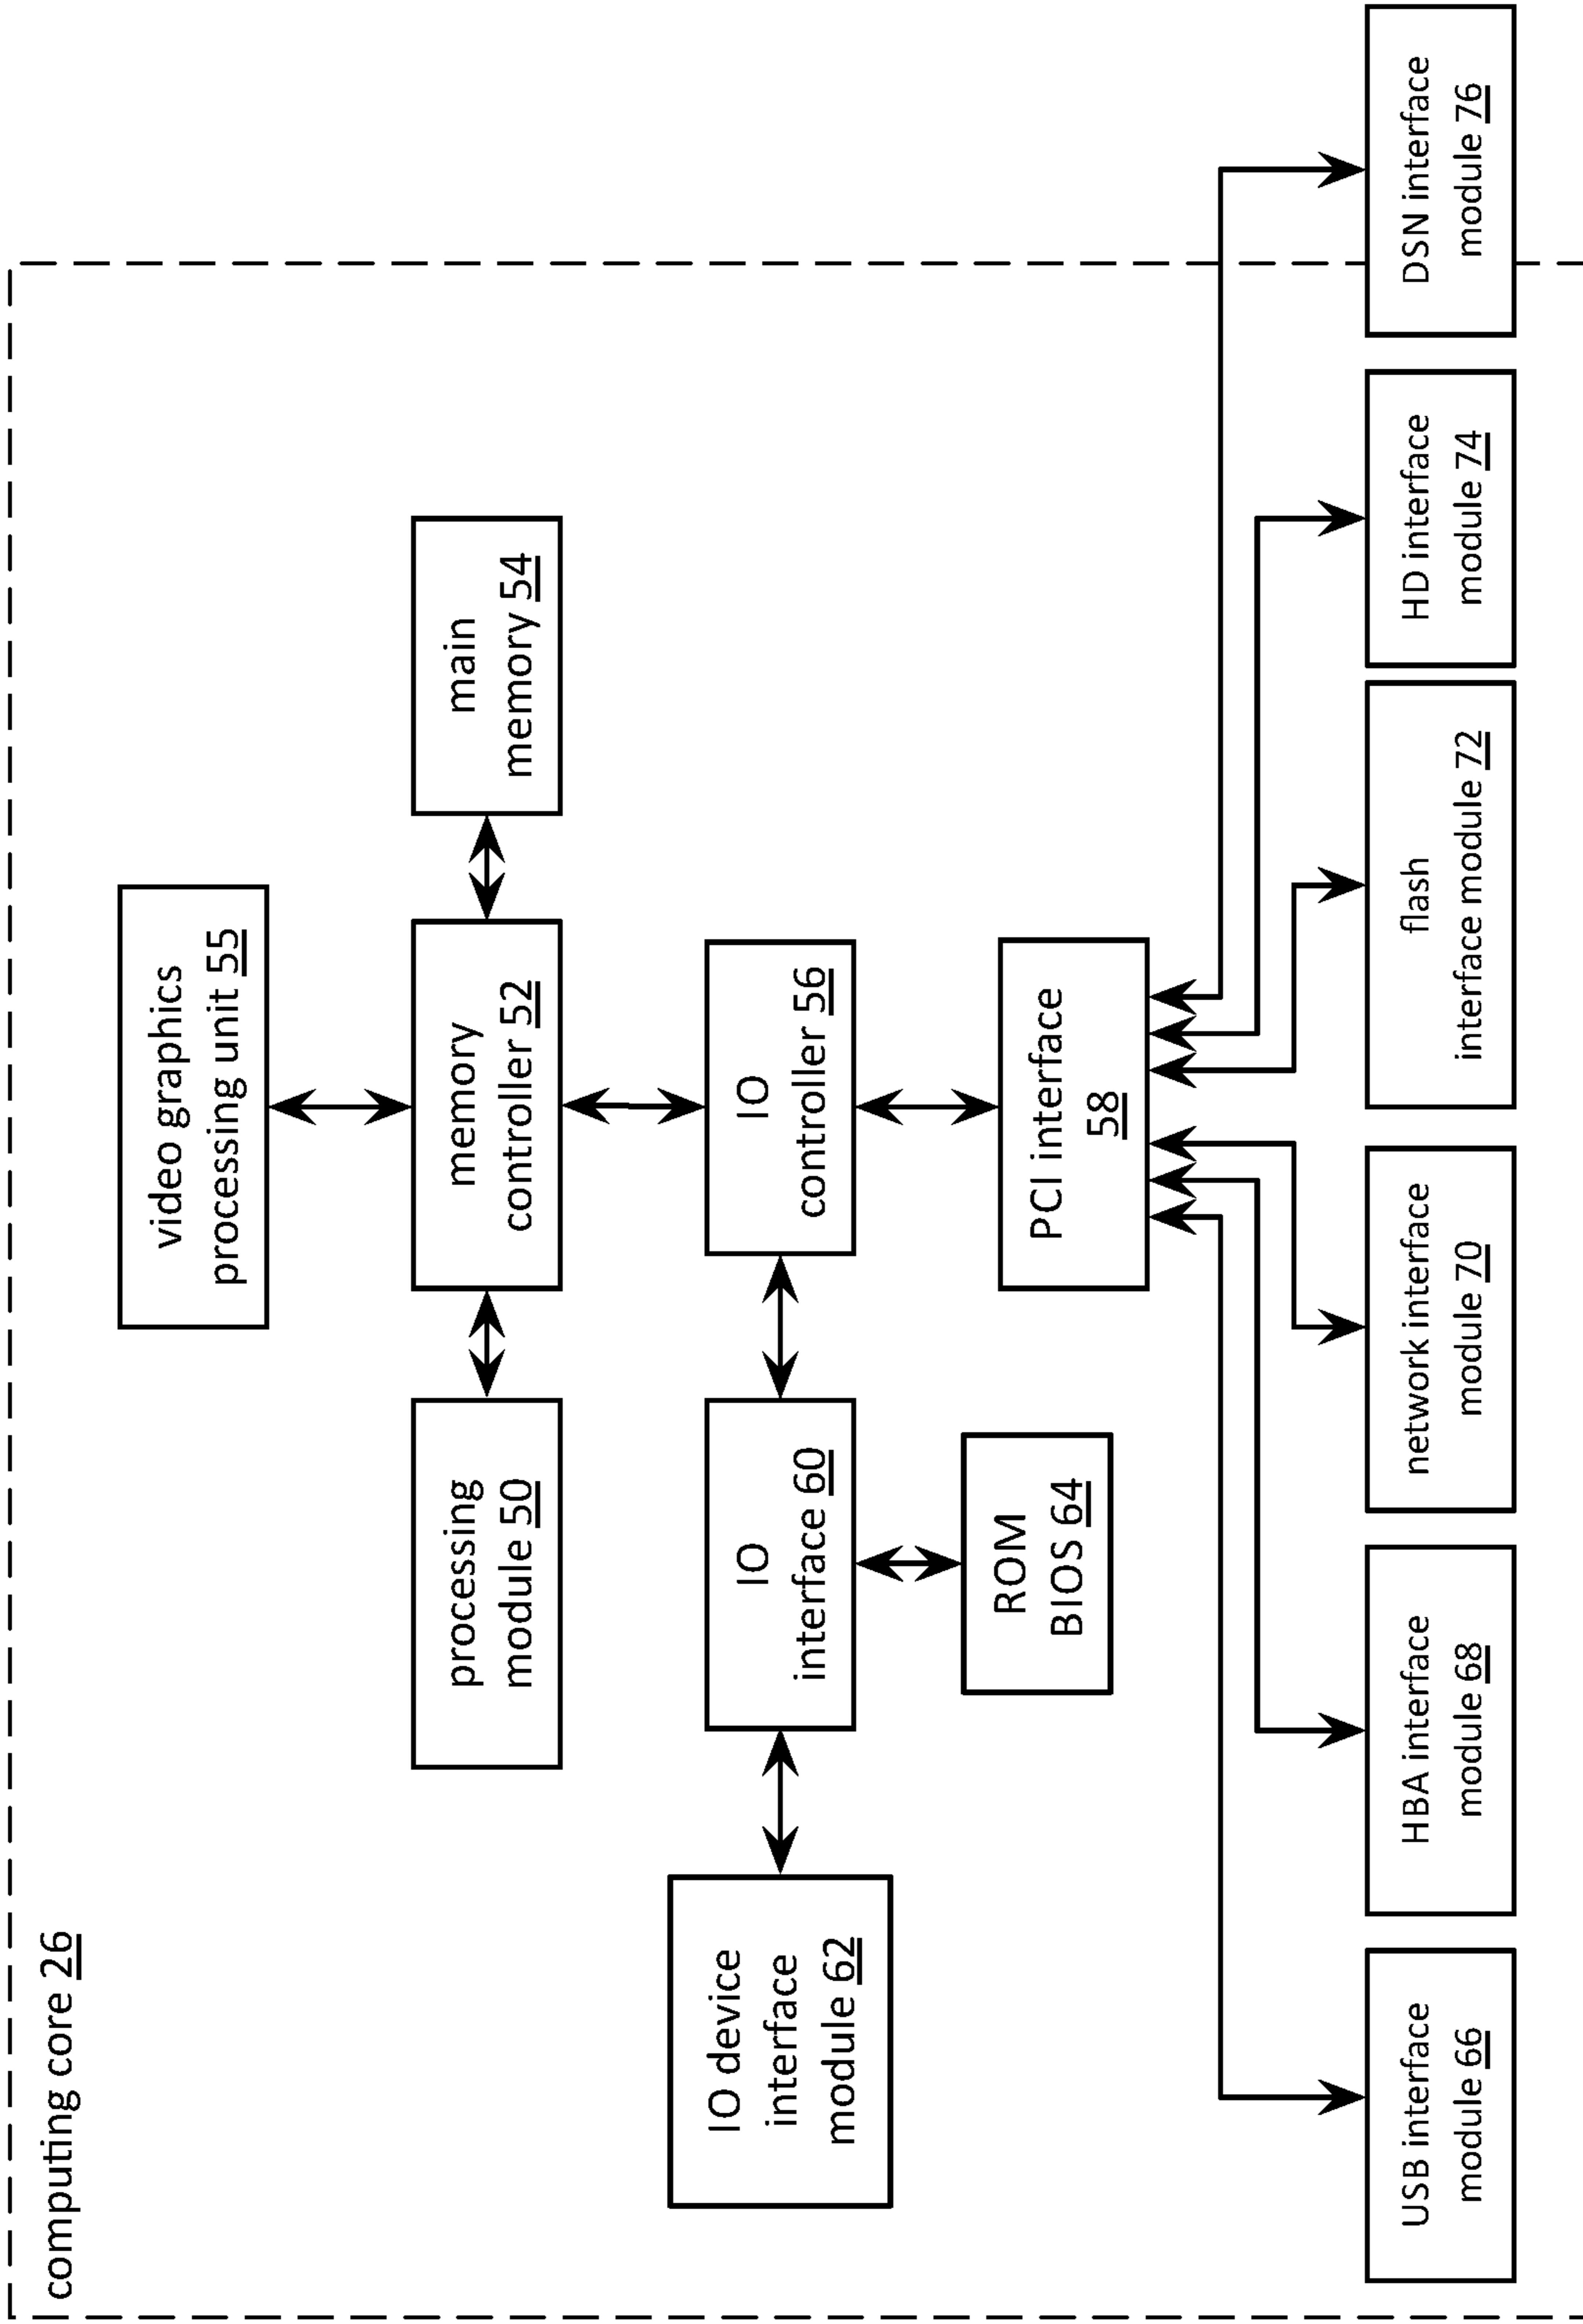 computing core 26
video graphics
processing unit 55
processing
module 50
memory
controller 52
main
memory 54
IO device
interface
module 62
IO
interface 60
IO
controller 56
ROM
BIOS 64
PCI interface
58
USB interface
module 66
HBA interface
module 68
network interface
module 70
flash
interface module 72
HD interface
module 74
DSN interface
module 76